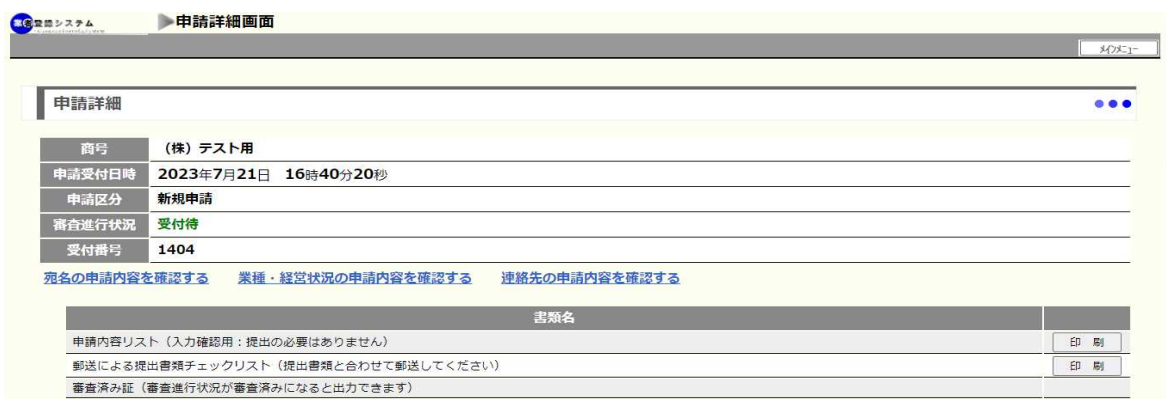 業者登録システム
▶申請詳細画面
メインメニュー
申請詳細
商号 (株)テスト用
申請受付日時 2023年7月21日 16時40分20秒
申請区分 新規申請
審査進行状況 受付待
受付番号 1404
宛名の申請内容を確認する 業種・経営状況の申請内容を確認する 連絡先の申請内容を確認する
書類名
申請内容リスト(入力確認用:提出の必要はありません) 印 刷
郵送による提出書類チェックリスト(提出書類と合わせて郵送してください) 印 刷
審査済み証(審査進行状況が審査済みになると出力できます)